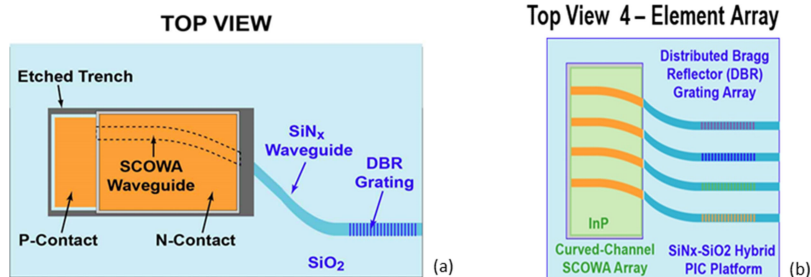 TOP VIEW
Etched Trench
SiNx
Waveguide
SCOWA
Waveguide
DBR
Grating
P-Contact
N-Contact
SiO2
(a)
Top View 4 – Element Array
Distributed Bragg
Reflector (DBR)
Grating Array
InP
Curved-Channel
SCOWA Array
SiNx-SiO2 Hybrid
PIC Platform
(b)